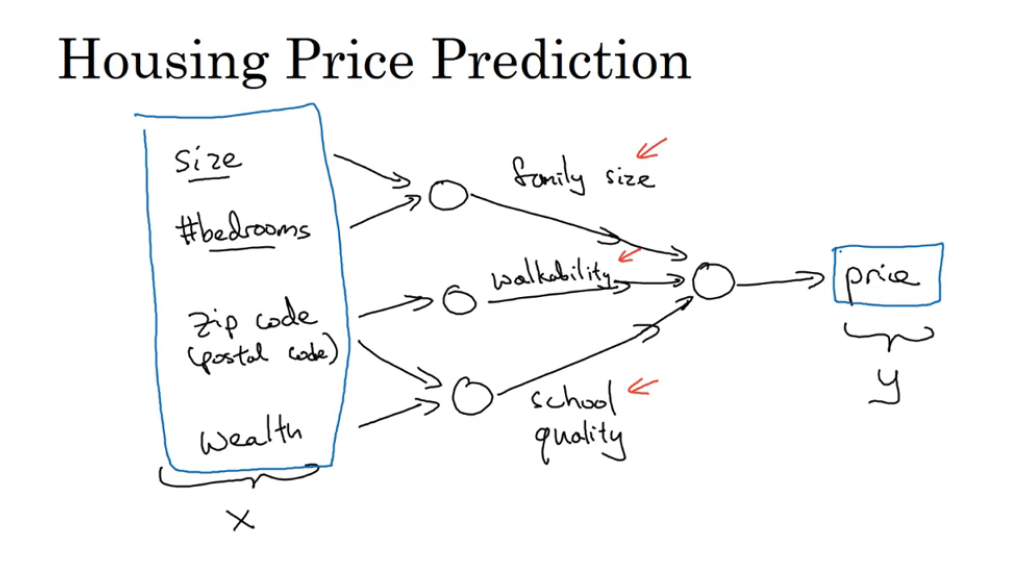 Housing Price Prediction
size
#bedrooms
zip code
(postal code)
wealth
x
family size
walkability
school
quality
price
y